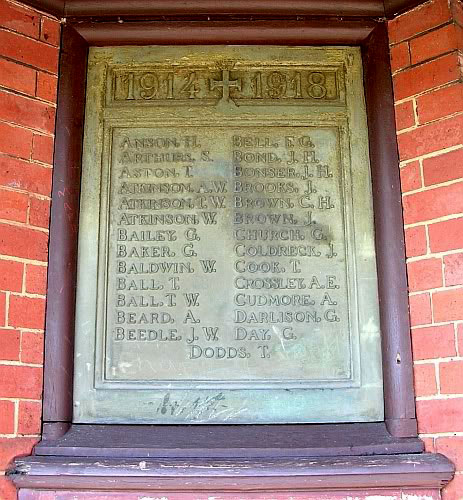 1914 1918
ANSON. H.
ARTHURS. S.
ASTON. T.
ATKINSON. A.W.
ATKINSON. T.W.
ATKINSON. W.
BAILEY. G.
BAKER. G.
BALDWIN. W.
BALL. T.
BALL. T.W.
BEARD. A.
BEEDLE. J.W.
BELL. F.G.
BOND. J.H.
BONSER. J.H.
BROOKS. J.
BROWN. C.H.
BROWN. J.
CHURCH. G.
COLDRECK. J.
COOK. T.
CROSSLEY. A.E.
CUDMORE. A.
DARLISON. G.
DAY. G.
DODDS. T.